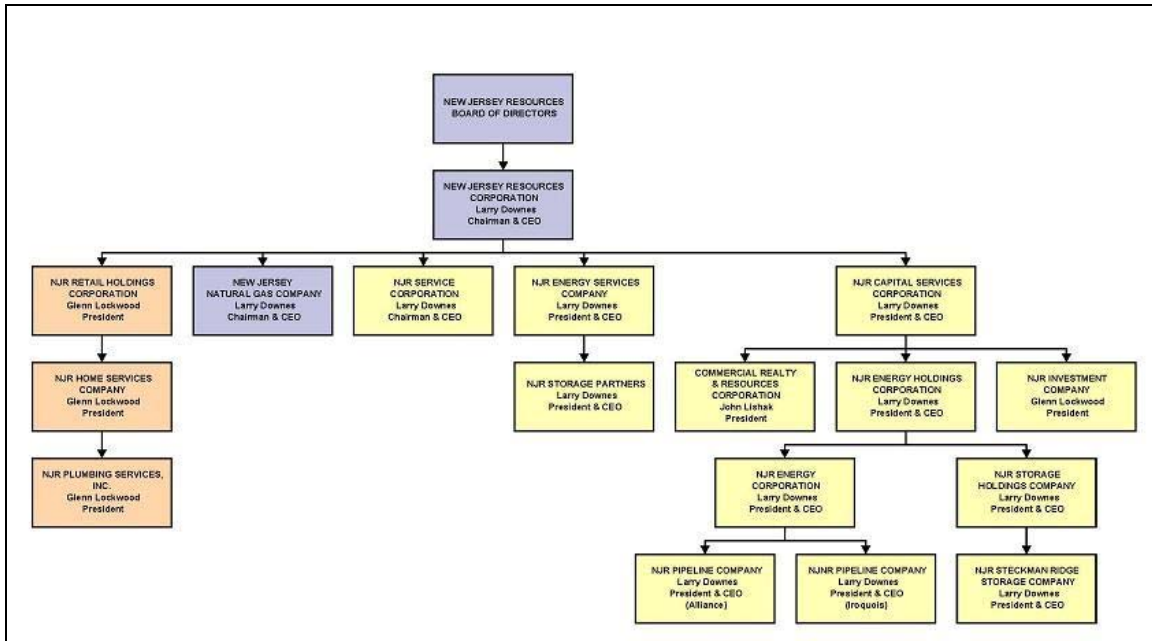 NEW JERSEY RESOURCES
BOARD OF DIRECTORS
NEW JERSEY RESOURCES
CORPORATION
Larry Downes
Chairman & CEO
NJR RETAIL HOLDINGS
CORPORATION
Glenn Lockwood
President
NEW JERSEY
NATURAL GAS COMPANY
Larry Downes
Chairman & CEO
NJR SERVICE
CORPORATION
Larry Downes
Chairman & CEO
NJR ENERGY SERVICES
COMPANY
Larry Downes
President & CEO
NJR CAPITAL SERVICES
CORPORATION
Larry Downes
President & CEO
NJR HOME SERVICES
COMPANY
Glenn Lockwood
President
NJR STORAGE PARTNERS
Larry Downes
President & CEO
COMMERCIAL REALTY
& RESOURCES
CORPORATION
John Lishak
President
NJR ENERGY HOLDINGS
CORPORATION
Larry Downes
President & CEO
NJR INVESTMENT
COMPANY
Glenn Lockwood
President
NJR PLUMBING SERVICES,
INC.
Glenn Lockwood
President
NJR ENERGY
CORPORATION
Larry Downes
President & CEO
NJR STORAGE
HOLDINGS COMPANY
Larry Downes
President & CEO
NJR PIPELINE COMPANY
Larry Downes
President & CEO
(Alliance)
NJNR PIPELINE COMPANY
Larry Downes
President & CEO
(Iroquois)
NJR STECKMAN RIDGE
STORAGE COMPANY
Larry Downes
President & CEO